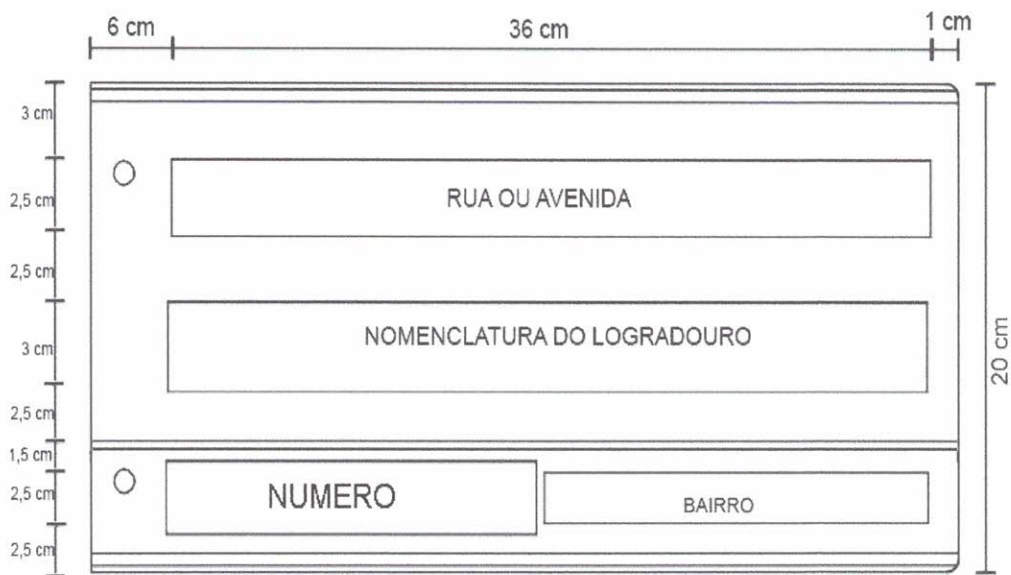 6 cm
36 cm
1 cm
3 cm
2,5 cm
RUA OU AVENIDA
2,5 cm
3 cm
NOMENCLATURA DO LOGRADOURO
20 cm
2,5 cm
1,5 cm
2,5 cm
NUMERO
BAIRRO
2,5 cm